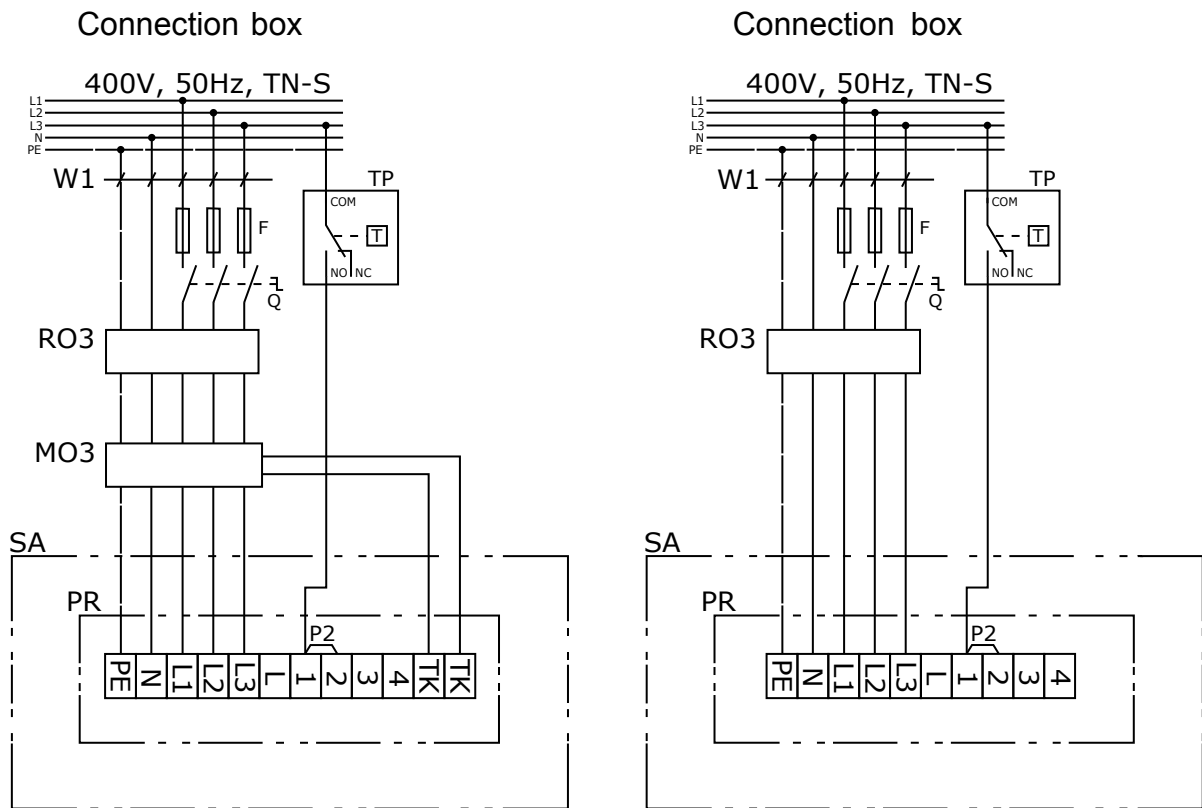 Connection box
400V, 50Hz, TN-S
L1
L2
L3
N
PE
W1
TP
COM
F
T
NO NC
Q
RO3
MO3
SA
PR
P2
PE N L1 L2 L3 L 1 2 3 4 TK TK
Connection box
400V, 50Hz, TN-S
L1
L2
L3
N
PE
W1
TP
COM
F
T
NO NC
Q
RO3
SA
PR
P2
PE N L1 L2 L3 L 1 2 3 4